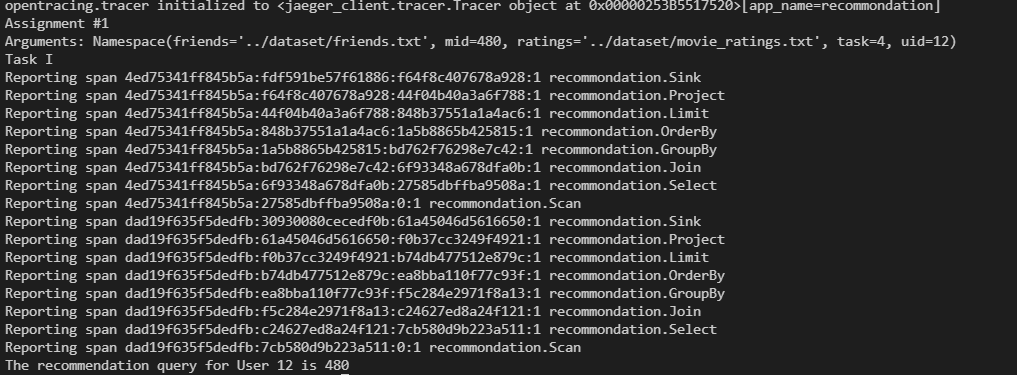 opentracing.tracer initialized to <jaeger_client.tracer.Tracer object at 0x00000253B5517520>[app_name=recommondation]
Assignment #1
Arguments: Namespace(friends='../dataset/friends.txt', mid=480, ratings='../dataset/movie_ratings.txt', task=4, uid=12)
Task I
Reporting span 4ed75341ff845b5a:fdf591be57f61886:f64f8c407678a928:1 recommondation.Sink
Reporting span 4ed75341ff845b5a:f64f8c407678a928:44f04b40a3a6f788:1 recommondation.Project
Reporting span 4ed75341ff845b5a:44f04b40a3a6f788:848b37551a1a4ac6:1 recommondation.Limit
Reporting span 4ed75341ff845b5a:848b37551a1a4ac6:1a5b8865b425815:1 recommondation.OrderBy
Reporting span 4ed75341ff845b5a:1a5b8865b425815:bd762f76298e7c42:1 recommondation.GroupBy
Reporting span 4ed75341ff845b5a:bd762f76298e7c42:6f93348a678dfa0b:1 recommondation.Join
Reporting span 4ed75341ff845b5a:6f93348a678dfa0b:27585dbffba9508a:1 recommondation.Select
Reporting span 4ed75341ff845b5a:27585dbffba9508a:0:1 recommondation.Scan
Reporting span dad19f635f5dedfb:30930080cecedf0b:61a45046d5616650:1 recommondation.Sink
Reporting span dad19f635f5dedfb:61a45046d5616650:f0b37cc3249f4921:1 recommondation.Project
Reporting span dad19f635f5dedfb:f0b37cc3249f4921:b74db477512e879c:1 recommondation.Limit
Reporting span dad19f635f5dedfb:b74db477512e879c:ea8bba110f77c93f:1 recommondation.OrderBy
Reporting span dad19f635f5dedfb:ea8bba110f77c93f:f5c284e2971f8a13:1 recommondation.GroupBy
Reporting span dad19f635f5dedfb:f5c284e2971f8a13:c24627ed8a24f121:1 recommondation.Join
Reporting span dad19f635f5dedfb:c24627ed8a24f121:7cb580d9b223a511:1 recommondation.Select
Reporting span dad19f635f5dedfb:7cb580d9b223a511:0:1 recommondation.Scan
The recommendation query for User 12 is 480